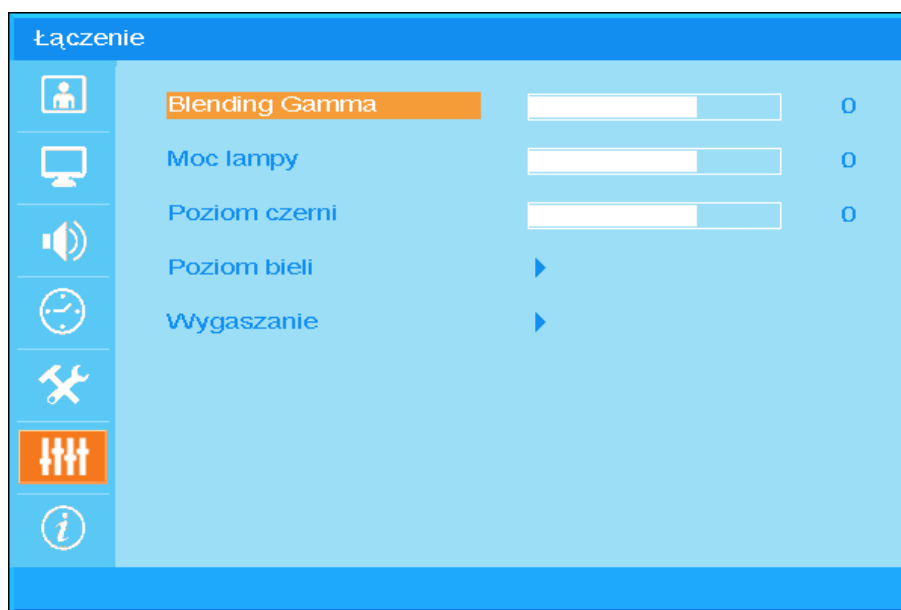 Łączenie
Blending Gamma 0
Moc lampy 0
Poziom czerni 0
Poziom bieli
Wygaszanie